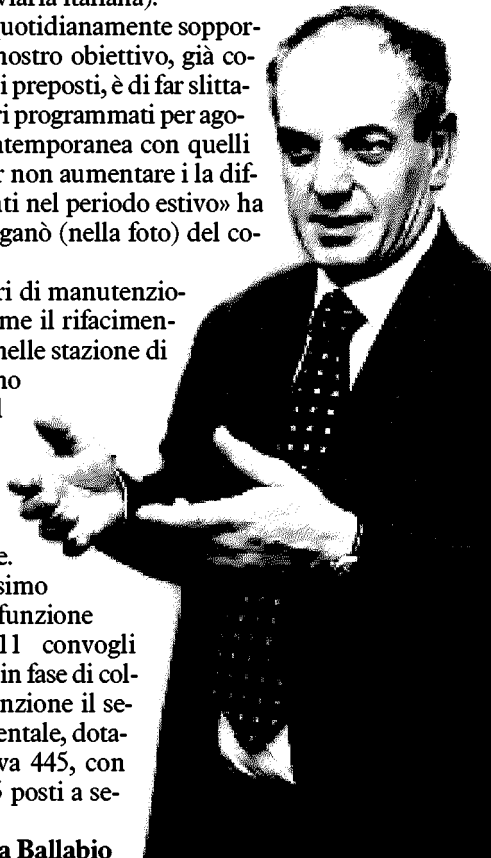 viaria italiana).
quotidianamente soppor-
nostro obiettivo, già co-
i preposti, è di far slitta-
ri programmati per ago-
ntemporanea con quelli
r non aumentare i la dif-
nti nel periodo estivo» ha
ganò (nella foto) del co-
ri di manutenzio-
me il rifacimen-
nelle stazione di
no
l
e.
simo
funzione
11 convogli
in fase di col-
nzione il se-
entale, dota-
va 445, con
posti a se-
a Ballabio